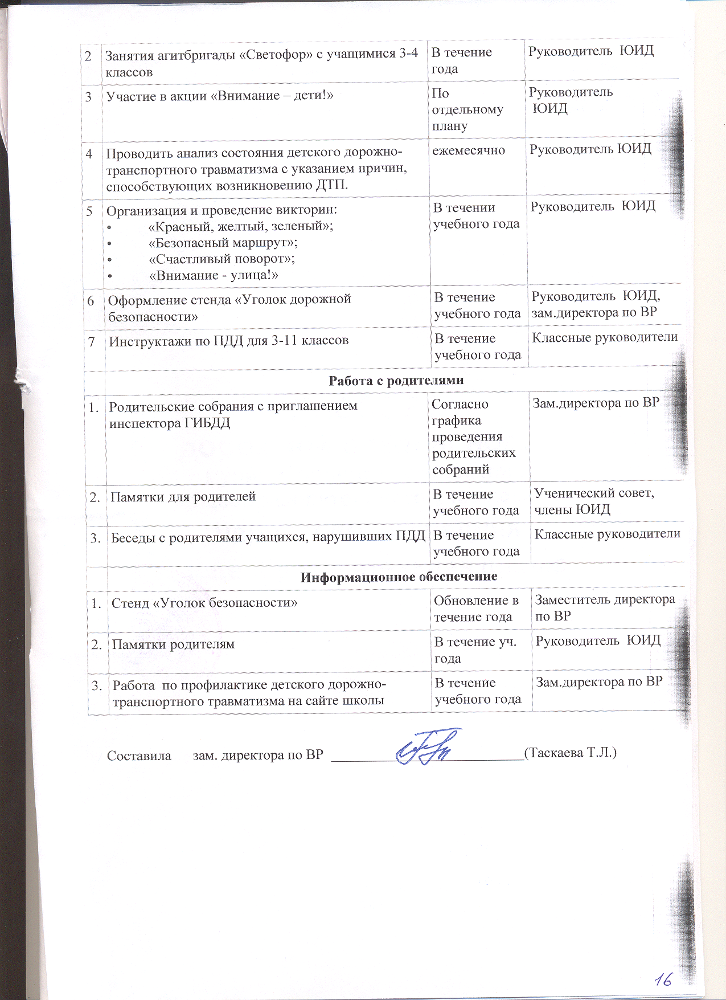 2 Занятия агитбригады «Светофор» с учащимися 3-4 В течение Руководитель ЮИД
классов года
3 Участие в акции «Внимание – дети!» По Руководитель
отдельному ЮИД
плану
4 Проводить анализ состояния детского дорожно- ежемесячно Руководитель ЮИД
транспортного травматизма с указанием причин,
способствующих возникновению ДТП.
5 Организация и проведение викторин: В течении Руководитель ЮИД
• «Красный, желтый, зеленый»; учебного года
• «Безопасный маршрут»;
• «Счастливый поворот»;
• «Внимание - улица!»
6 Оформление стенда «Уголок дорожной В течение Руководитель ЮИД,
безопасности» учебного года зам.директора по ВР
7 Инструктажи по ПДД для 3-11 классов В течение Классные руководители
учебного года
Работа с родителями
1. Родительские собрания с приглашением Согласно Зам.директора по ВР
инспектора ГИБДД графика
проведения
родительских
собраний
2. Памятки для родителей В течение Ученический совет,
учебного года члены ЮИД
3. Беседы с родителями учащихся, нарушивших ПДД В течение Классные руководители
учебного года
Информационное обеспечение
1. Стенд «Уголок безопасности» Обновление в Заместитель директора
течение года по ВР
2. Памятки родителям В течение уч. Руководитель ЮИД
года
3. Работа по профилактике детского дорожно- В течение Зам.директора по ВР
транспортного травматизма на сайте школы учебного года
Составила зам. директора по ВР (Таскаева Т.Л.)
16